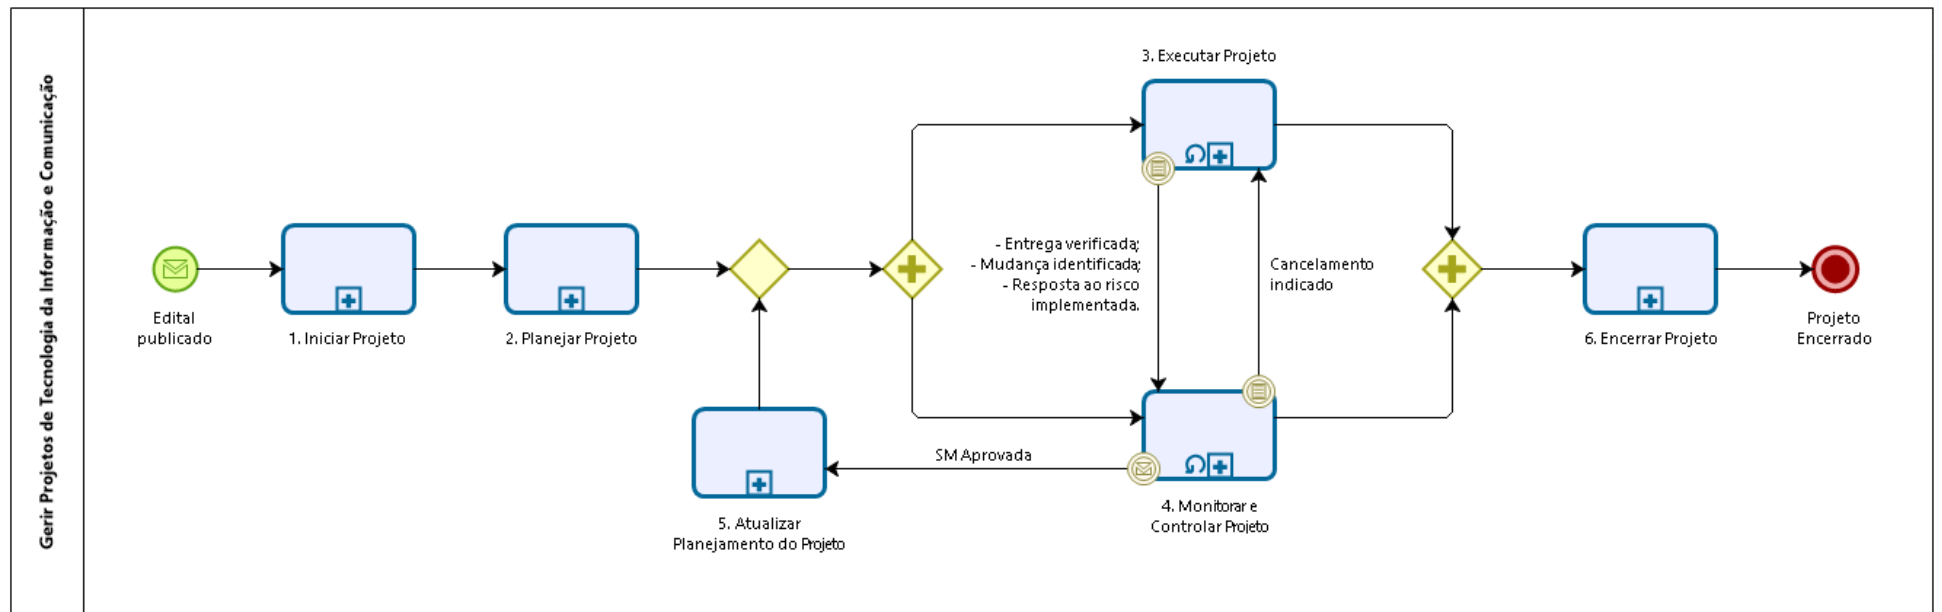 Gerir Projetos de Tecnologia da Informação e Comunicação
Edital
publicado
1. Iniciar Projeto
2. Planejar Projeto
3. Executar Projeto
- Entrega verificada;
- Mudança identificada;
- Resposta ao risco
implementada.
Cancelamento
indicado
SM Aprovada
4. Monitorar e
Controlar Projeto
5. Atualizar
Planejamento do Projeto
6. Encerrar Projeto
Projeto
Encerrado